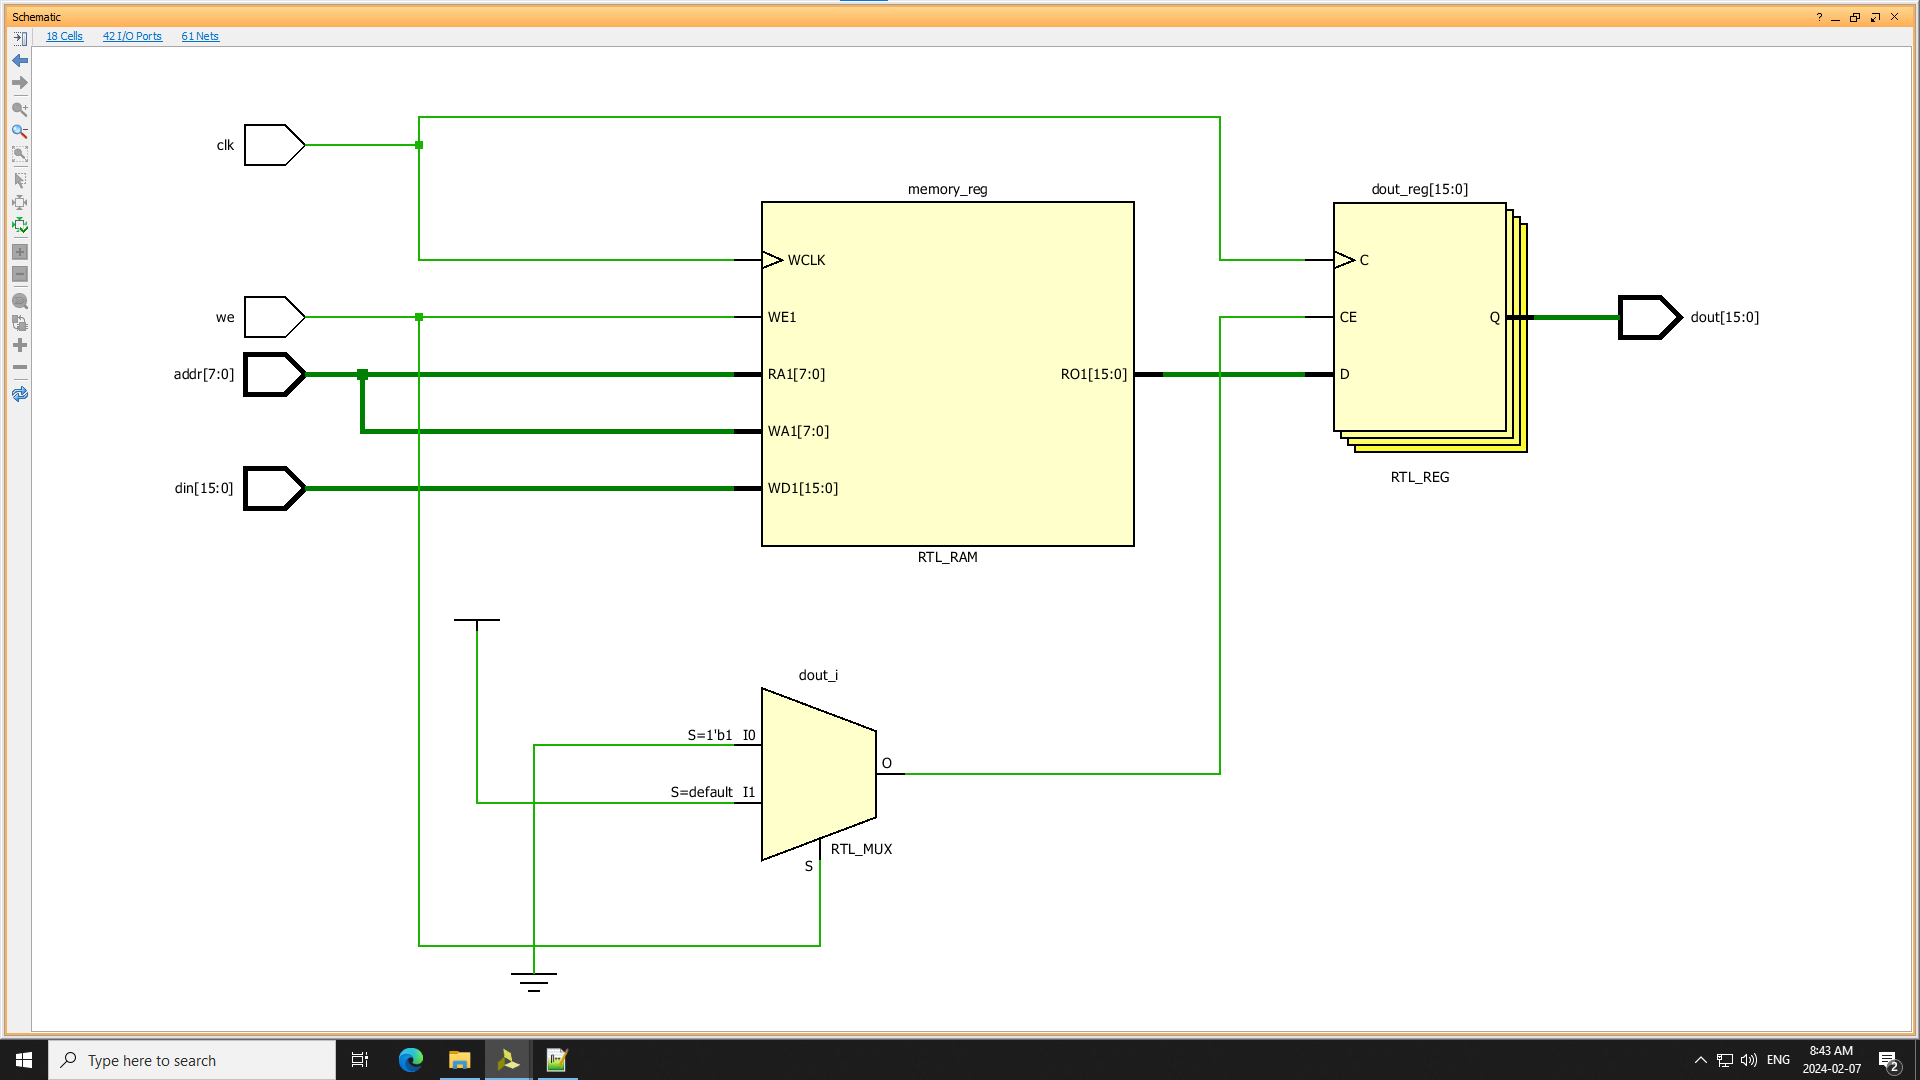 Schematic
?
18 Cells 42 I/O Ports 61 Nets
clk
memory_reg
dout_reg[15:0]
WCLK
C
we
WE1
CE
Q
dout[15:0]
addr[7:0]
RA1[7:0]
RO1[15:0]
D
WA1[7:0]
din[15:0]
WD1[15:0]
RTL_REG
RTL_RAM
dout_i
S=1'b1 I0
O
S=default I1
RTL_MUX
S
Type here to search
ENG
8:43 AM
2024-02-07
2